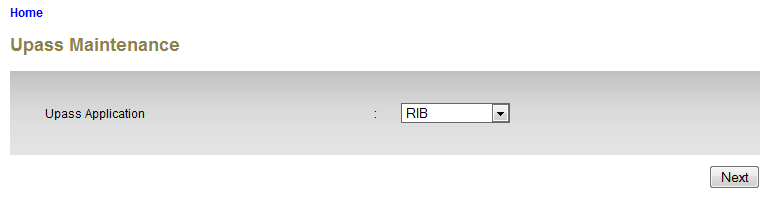 Home
Upass Maintenance
Upass Application : RIB
Next